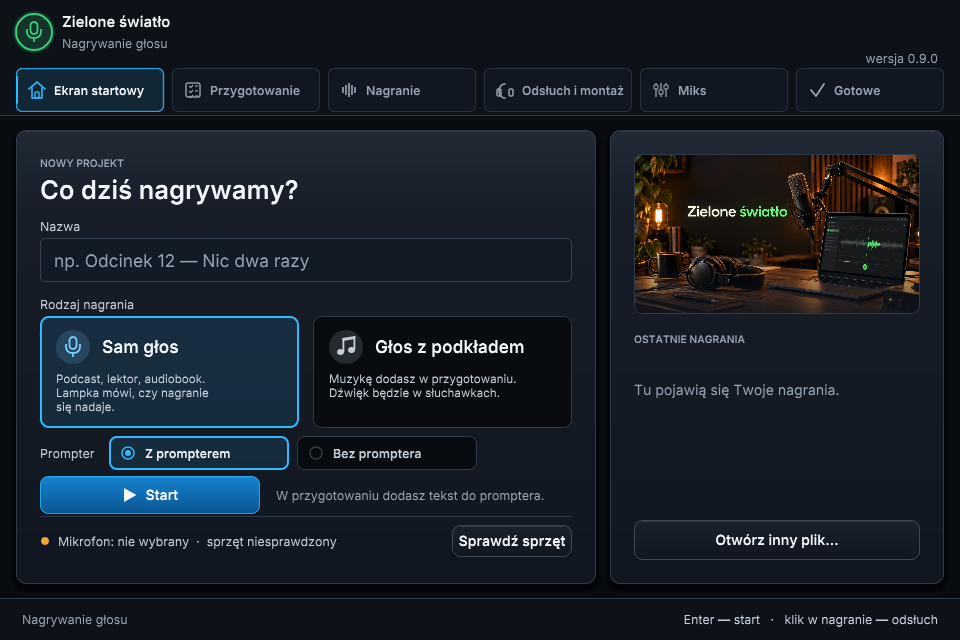 Zielone światło
Nagrywanie głosu
wersja 0.9.0
Ekran startowy
Przygotowanie
Nagranie
Odsłuch i montaż
Miks
Gotowe
NOWY PROJEKT
Co dziś nagrywamy?
Nazwa
np. Odcinek 12 — Nic dwa razy
Rodzaj nagrania
Sam głos
Podcast, lektor, audiobook.
Lampka mówi, czy nagranie
się nadaje.
Głos z podkładem
Muzykę dodasz w przygotowaniu.
Dźwięk będzie w słuchawkach.
Prompter
Z prompterem
Bez promptera
Start
W przygotowaniu dodasz tekst do promptera.
Mikrofon: nie wybrany · sprzęt niesprawdzony
Sprawdź sprzęt
Zielone światło
OSTATNIE NAGRANIA
Tu pojawią się Twoje nagrania.
Otwórz inny plik...
Nagrywanie głosu
Enter — start · klik w nagranie — odsłuch